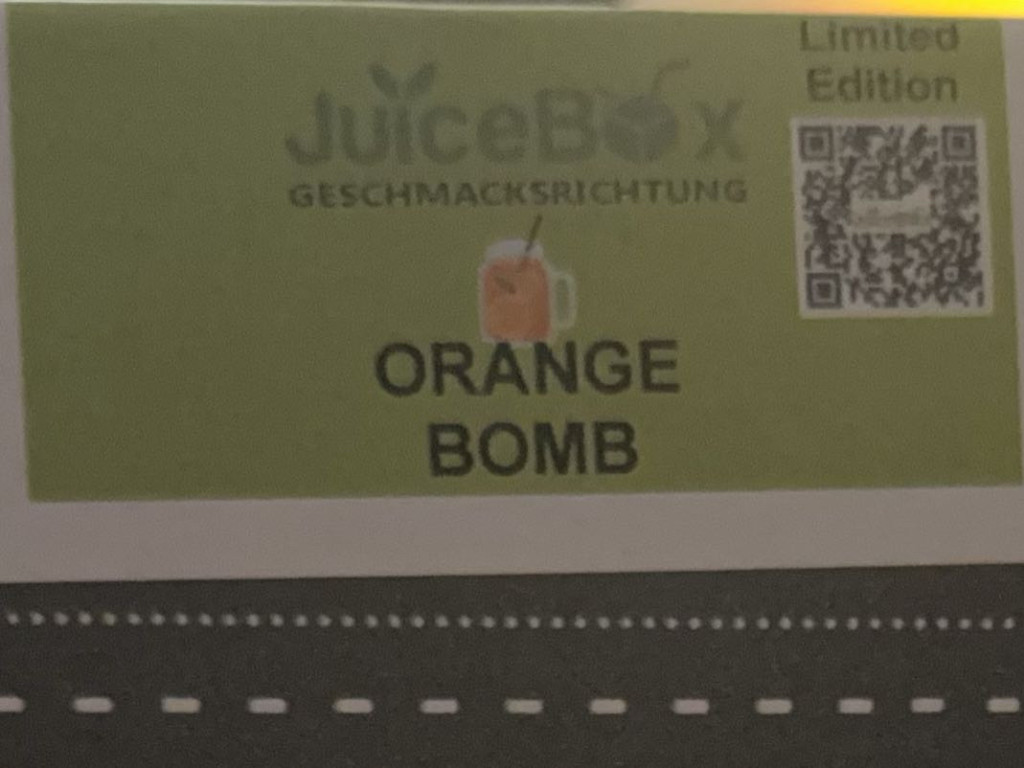 JuiceBox
GESCHMACKSRICHTUNG
Limited
Edition
ORANGE
BOMB